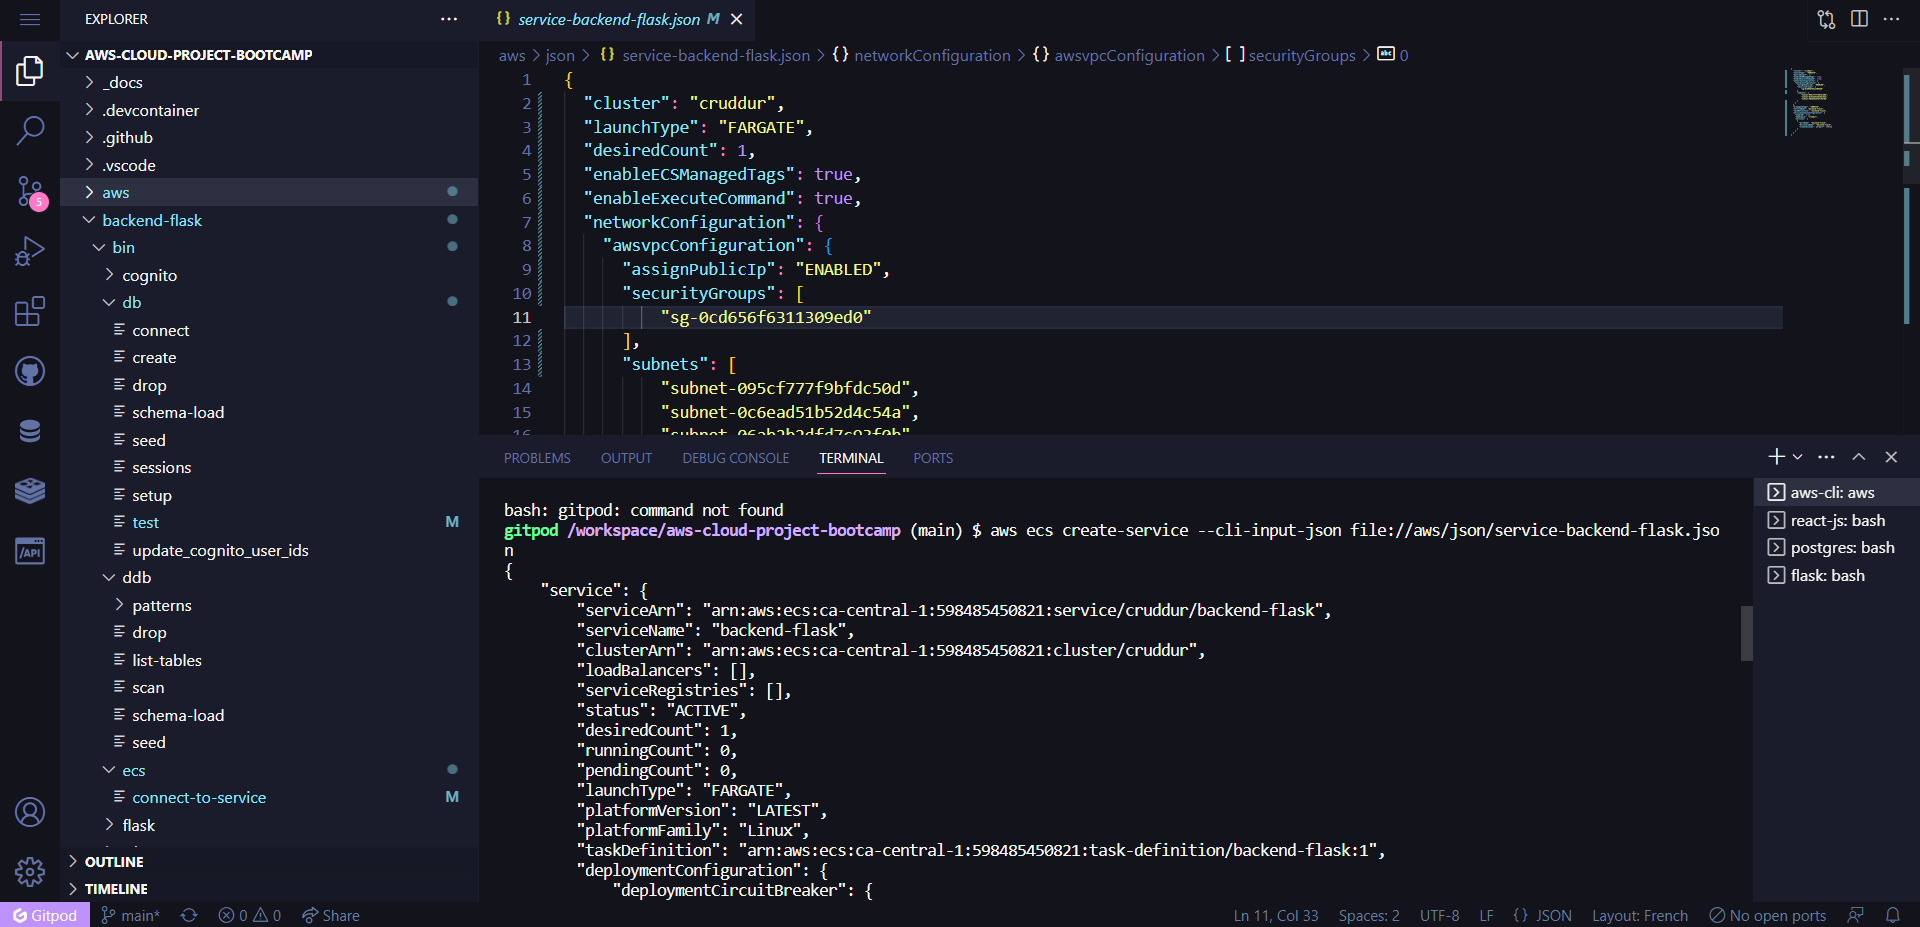 EXPLORER
AWS-CLOUD-PROJECT-BOOTCAMP
_docs
.devcontainer
.github
.vscode
aws
backend-flask
bin
cognito
db
connect
create
drop
schema-load
seed
sessions
setup
test M
update_cognito_user_ids
ddb
patterns
drop
list-tables
scan
schema-load
seed
ecs
connect-to-service M
flask
OUTLINE
TIMELINE
5
/API
{} service-backend-flask.json M
aws > json > {} service-backend-flask.json > {} networkConfiguration > {} awsvpcConfiguration > [ ] securityGroups > abc 0
1 {
2 "cluster": "cruddur",
3 "launchType": "FARGATE",
4 "desiredCount": 1,
5 "enableECSManagedTags": true,
6 "enableExecuteCommand": true,
7 "networkConfiguration": {
8 "awsvpcConfiguration": {
9 "assignPublicIp": "ENABLED",
10 "securityGroups": [
11 "sg-0cd656f6311309ed0"
12 ],
13 "subnets": [
14 "subnet-095cf777f9bfdc50d",
15 "subnet-0c6ead51b52d4c54a",
PROBLEMS OUTPUT DEBUG CONSOLE TERMINAL PORTS
bash: gitpod: command not found
gitpod /workspace/aws-cloud-project-bootcamp (main) $ aws ecs create-service --cli-input-json file://aws/json/service-backend-flask.jso
n
{
"service": {
"serviceArn": "arn:aws:ecs:ca-central-1:598485450821:service/cruddur/backend-flask",
"serviceName": "backend-flask",
"clusterArn": "arn:aws:ecs:ca-central-1:598485450821:cluster/cruddur",
"loadBalancers": [],
"serviceRegistries": [],
"status": "ACTIVE",
"desiredCount": 1,
"runningCount": 0,
"pendingCount": 0,
"launchType": "FARGATE",
"platformVersion": "LATEST",
"platformFamily": "Linux",
"taskDefinition": "arn:aws:ecs:ca-central-1:598485450821:task-definition/backend-flask:1",
"deploymentConfiguration": {
"deploymentCircuitBreaker": {
aws-cli: aws
react-js: bash
postgres: bash
flask: bash
Gitpod main* 0 0 Share Ln 11, Col 33 Spaces: 2 UTF-8 LF {} JSON Layout: French No open ports